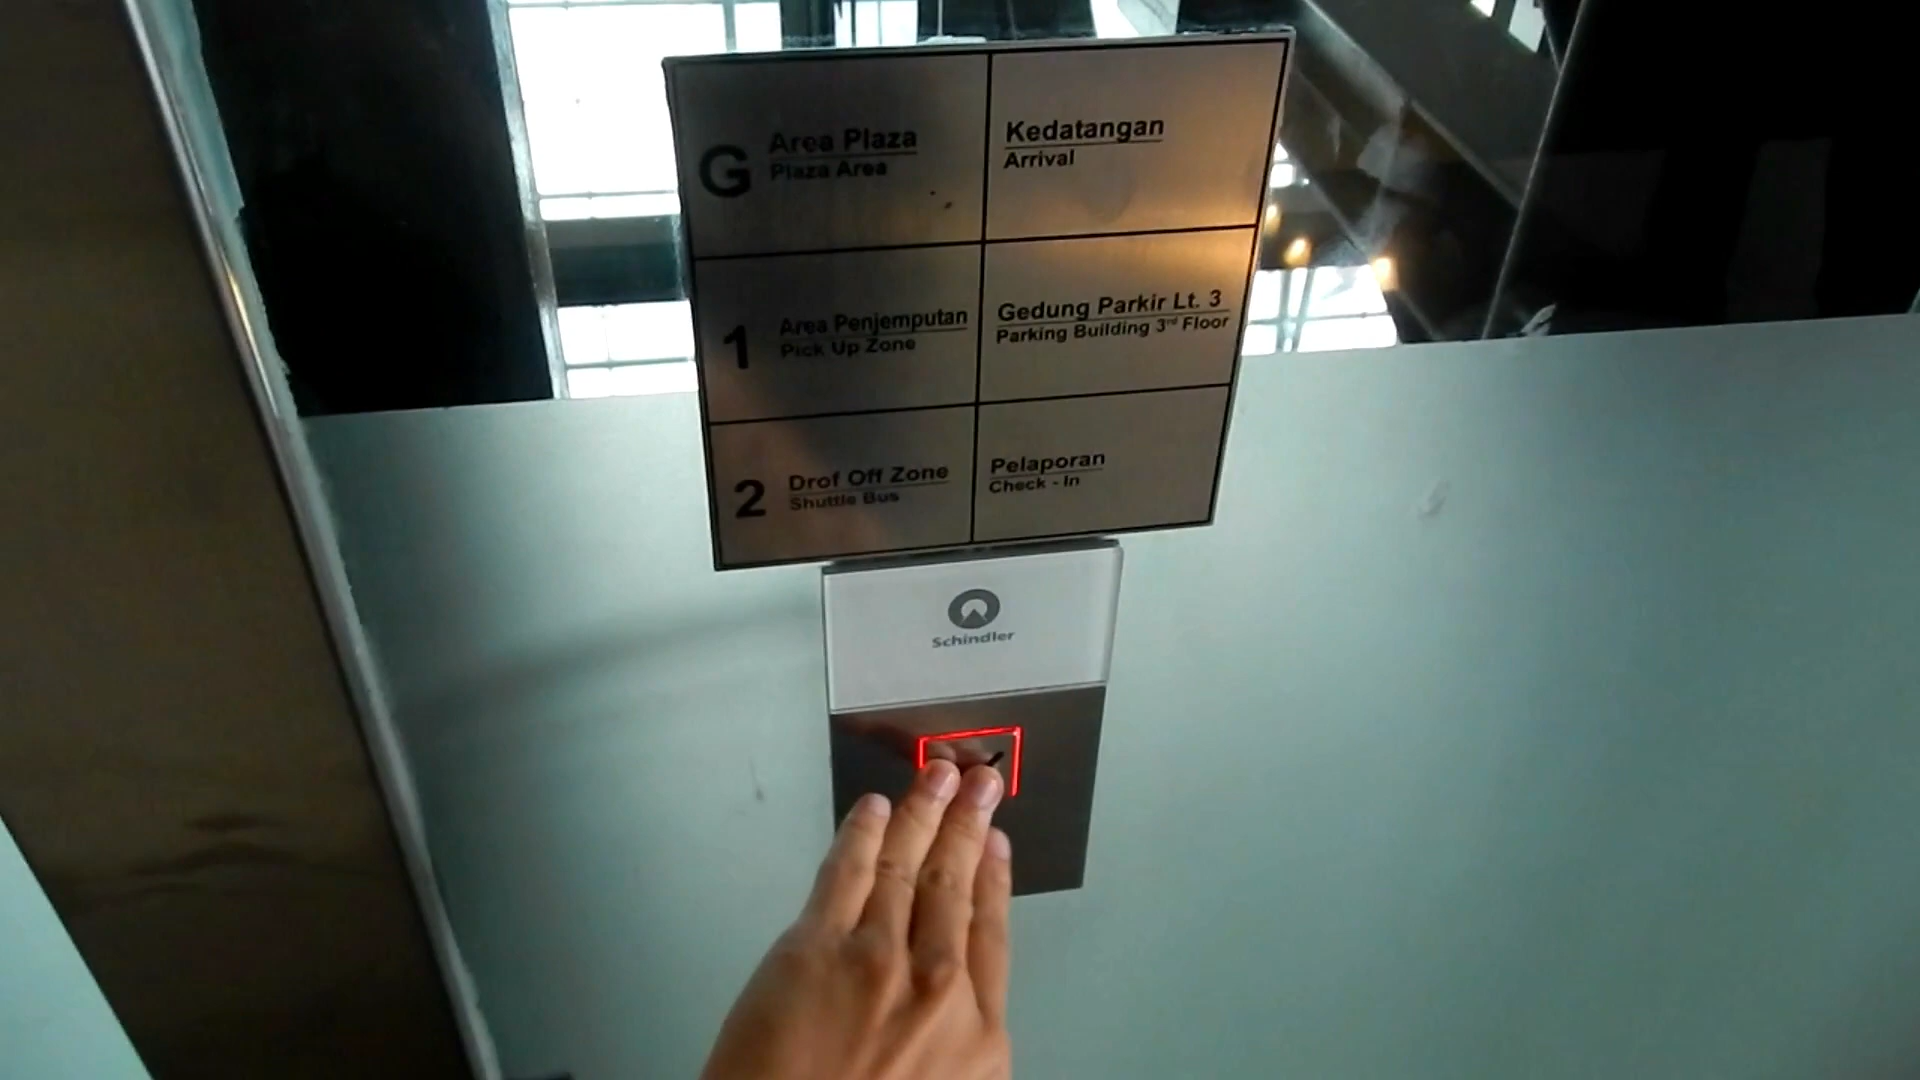 G
Area Plaza
Plaza Area
Kedatangan
Arrival
1
Area Penjemputan
Pick Up Zone
Gedung Parkir Lt. 3
Parking Building 3rd Floor
2
Drof Off Zone
Shuttle Bus
Pelaporan
Check - In
Schindler